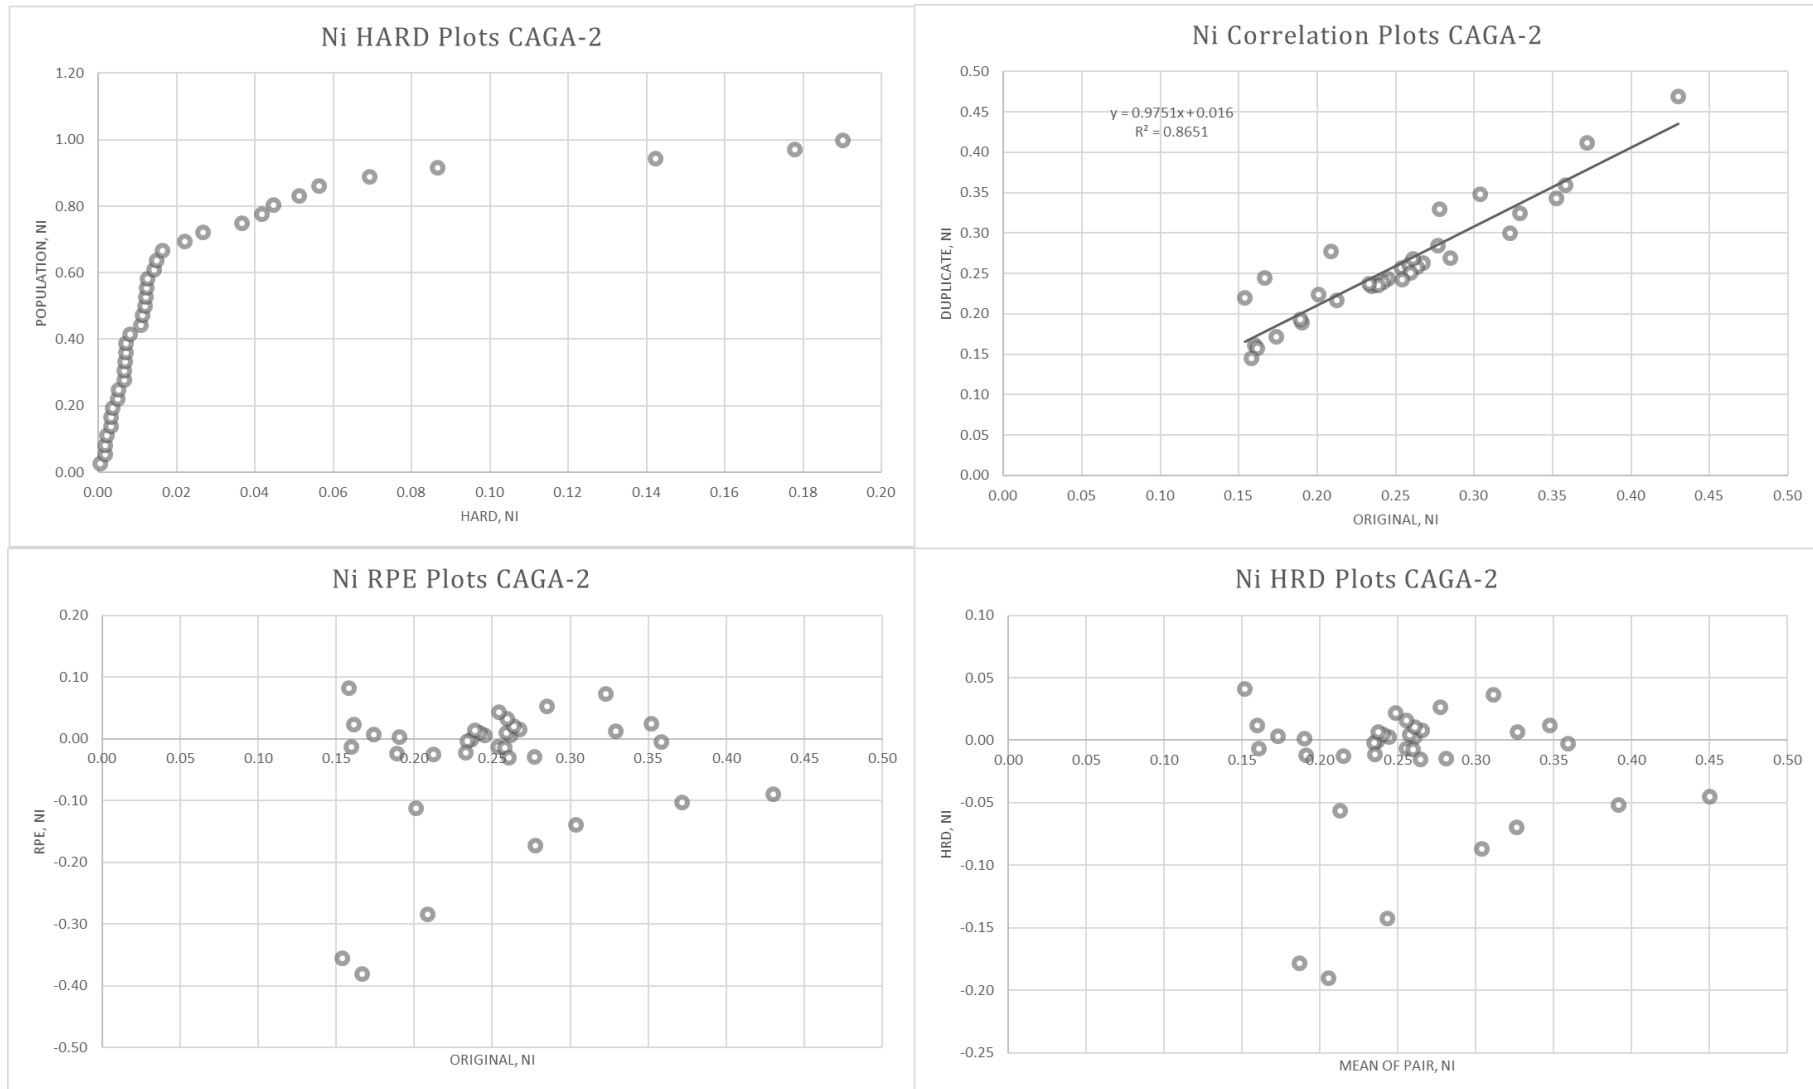 Ni HARD Plots CAGA-2
1.20
1.00
0.80
0.60
0.40
0.20
0.00
POPULATION, NI
0.00 0.02 0.04 0.06 0.08 0.10 0.12 0.14 0.16 0.18 0.20
HARD, NI
Ni Correlation Plots CAGA-2
0.50
0.45
0.40
0.35
0.30
0.25
0.20
0.15
0.10
0.05
0.00
DUPLICATE, NI
y = 0.9751x + 0.016
R² = 0.8651
0.00 0.05 0.10 0.15 0.20 0.25 0.30 0.35 0.40 0.45 0.50
ORIGINAL, NI
Ni RPE Plots CAGA-2
0.20
0.10
0.00
-0.10
-0.20
-0.30
-0.40
-0.50
RPE, NI
0.00 0.05 0.10 0.15 0.20 0.25 0.30 0.35 0.40 0.45 0.50
ORIGINAL, NI
Ni HRD Plots CAGA-2
0.10
0.05
0.00
-0.05
-0.10
-0.15
-0.20
-0.25
HRD, NI
0.00 0.05 0.10 0.15 0.20 0.25 0.30 0.35 0.40 0.45 0.50
MEAN OF PAIR, NI